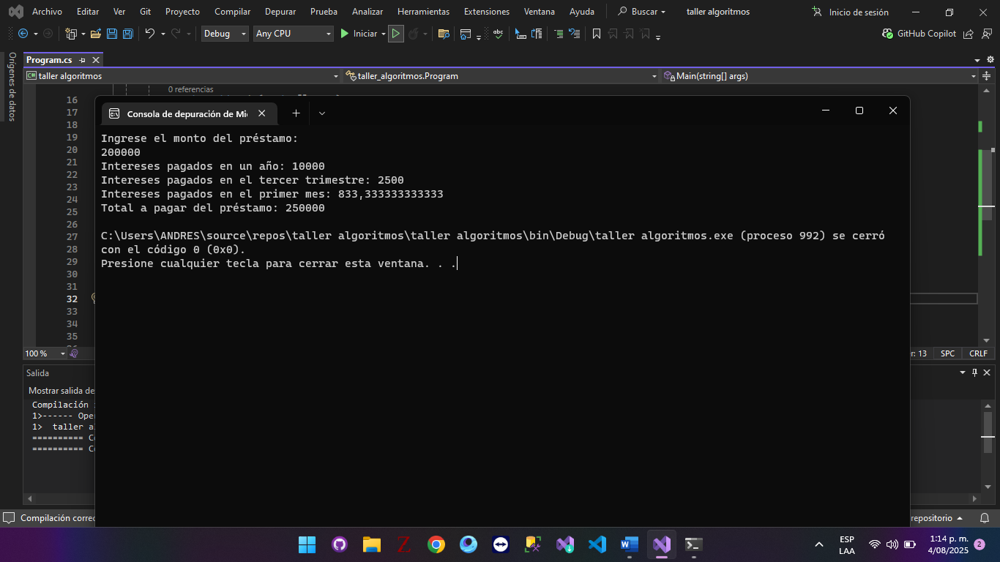 Archivo Editar Ver Git Proyecto Compilar Depurar Prueba Analizar Herramientas Extensiones Ventana Ayuda Buscar taller algoritmos Inicio de sesión
Debug Any CPU Iniciar abc GitHub Copilot
Orígenes de datos
Program.cs
C# taller algoritmos taller_algoritmos.Program Main(string[] args)
0 referencias
16
17
18
19
20
21
22
23
24
25
26
27
28
29
30
31
32
33
34
35
Consola de depuración de Mi
Ingrese el monto del préstamo:
200000
Intereses pagados en un año: 10000
Intereses pagados en el tercer trimestre: 2500
Intereses pagados en el primer mes: 833,333333333333
Total a pagar del préstamo: 250000
C:\Users\ANDRES\source\repos\taller algoritmos\taller algoritmos\bin\Debug\taller algoritmos.exe (proceso 992) se cerró
con el código 0 (0x0).
Presione cualquier tecla para cerrar esta ventana. . .
100 % r: 13 SPC CRLF
Salida
Mostrar salida de
Compilación
1>------ Ope
1> taller a
========== C
========== C
Compilación correc repositorio
ESP
LAA
1:14 p. m.
4/08/2025
2